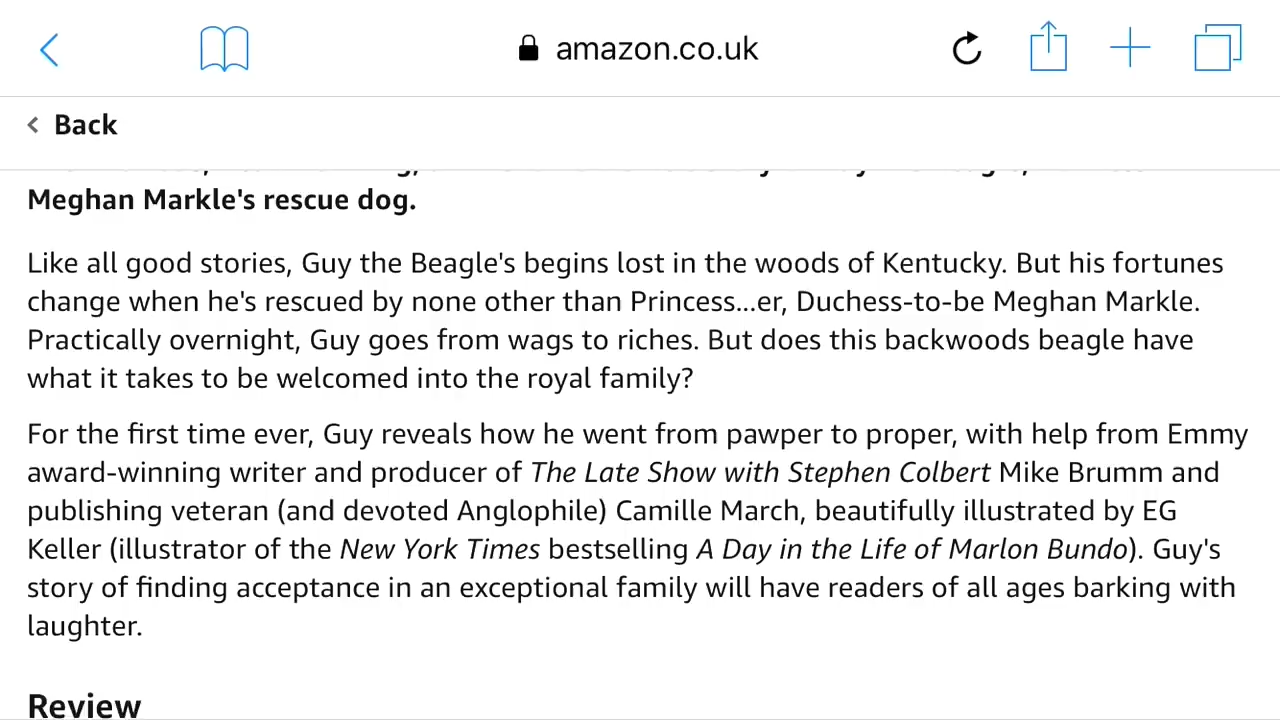 amazon.co.uk
Back
Meghan Markle's rescue dog.
Like all good stories, Guy the Beagle's begins lost in the woods of Kentucky. But his fortunes
change when he's rescued by none other than Princess...er, Duchess-to-be Meghan Markle.
Practically overnight, Guy goes from wags to riches. But does this backwoods beagle have
what it takes to be welcomed into the royal family?
For the first time ever, Guy reveals how he went from pawper to proper, with help from Emmy
award-winning writer and producer of The Late Show with Stephen Colbert Mike Brumm and
publishing veteran (and devoted Anglophile) Camille March, beautifully illustrated by EG
Keller (illustrator of the New York Times bestselling A Day in the Life of Marlon Bundo). Guy's
story of finding acceptance in an exceptional family will have readers of all ages barking with
laughter.
Review